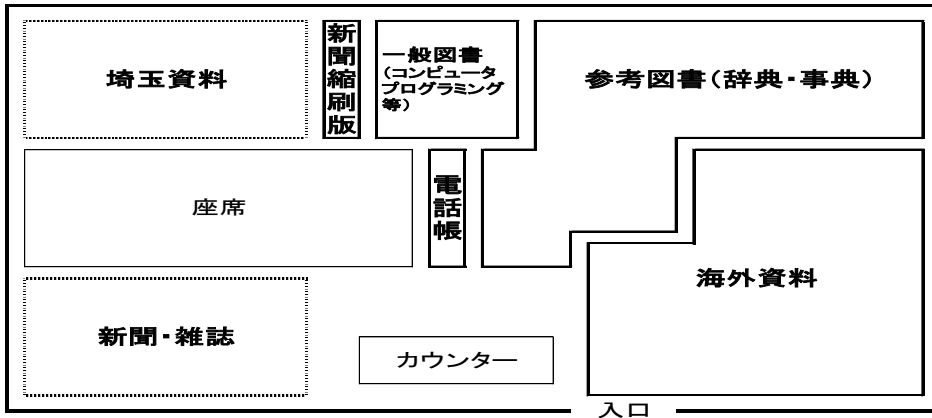 埼玉資料
新聞縮刷版
一般図書
(コンピュータ
プログラミング
等)
参考図書(辞典・事典)
座席
電話帳
海外資料
新聞・雑誌
カウンター
入口